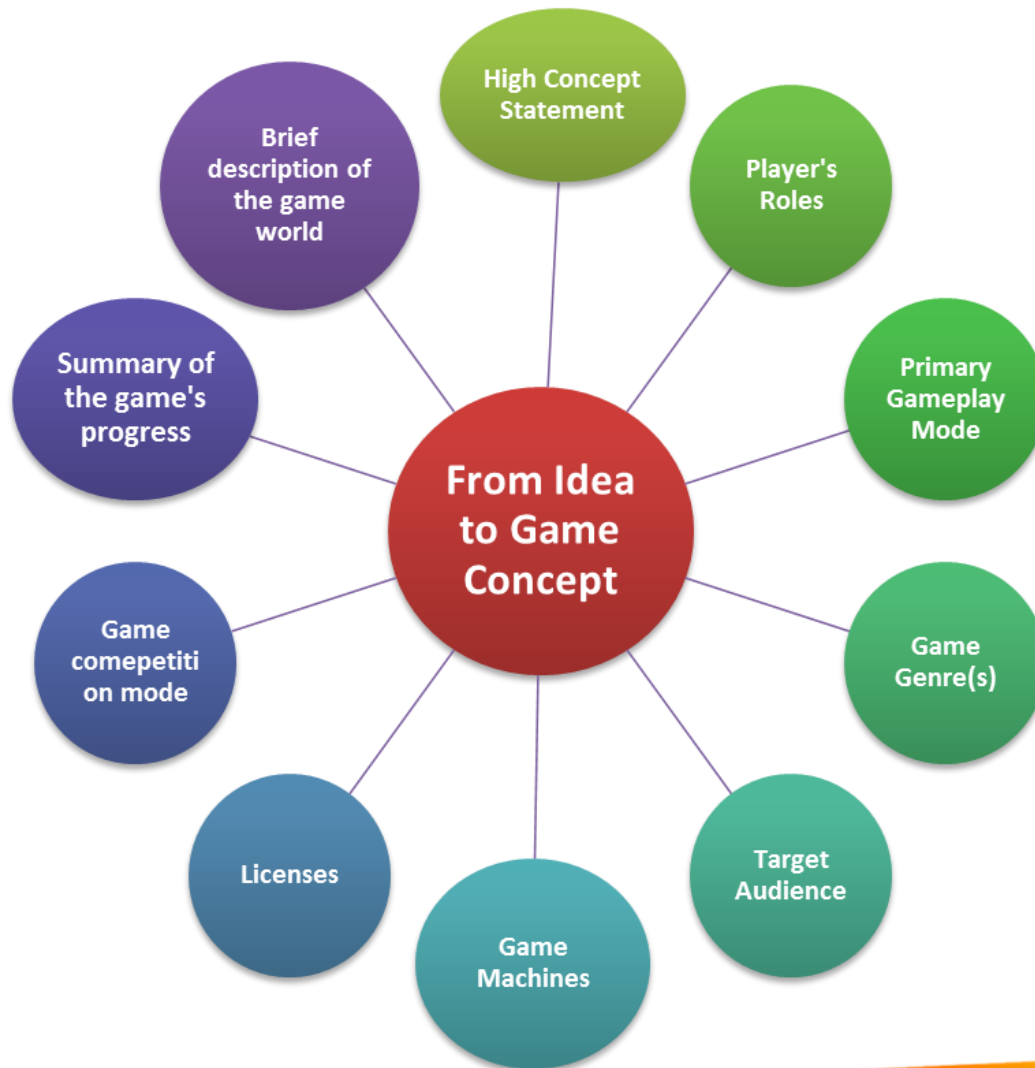 From Idea
to Game
Concept
High Concept
Statement
Player's
Roles
Primary
Gameplay
Mode
Game
Genre(s)
Target
Audience
Game
Machines
Licenses
Game
comepetiti
on mode
Summary of
the game's
progress
Brief
description of
the game
world